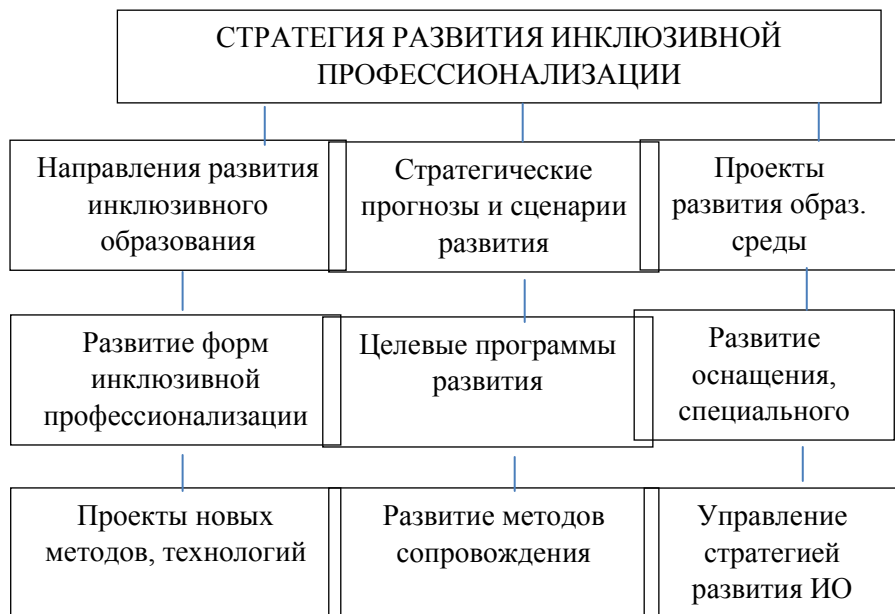 СТРАТЕГИЯ РАЗВИТИЯ ИНКЛЮЗИВНОЙ
ПРОФЕССИОНАЛИЗАЦИИ
Направления развития
инклюзивного
образования
Стратегические
прогнозы и сценарии
развития
Проекты
развития образ.
среды
Развитие форм
инклюзивной
профессионализации
Целевые программы
развития
Развитие
оснащения,
специального
Проекты новых
методов, технологий
Развитие методов
сопровождения
Управление
стратегией
развития ИО